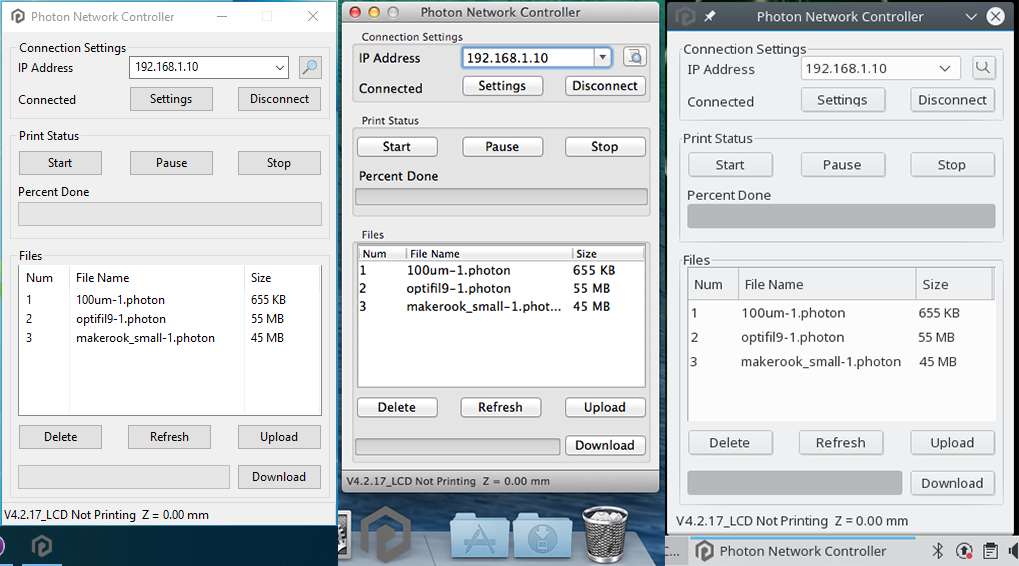 Photon Network Controller
Connection Settings
IP Address 192.168.1.10
Connected Settings Disconnect
Print Status
Start Pause Stop
Percent Done
Files
Num File Name Size
1 100um-1.photon 655 KB
2 optifil9-1.photon 55 MB
3 makerook_small-1.photon 45 MB
Delete Refresh Upload
Download
V4.2.17_LCD Not Printing Z = 0.00 mm
Photon Network Controller
Connection Settings
IP Address 192.168.1.10
Connected Settings Disconnect
Print Status
Start Pause Stop
Percent Done
Files
Num File Name Size
1 100um-1.photon 655 KB
2 optifil9-1.photon 55 MB
3 makerook_small-1.phot... 45 MB
Delete Refresh Upload
Download
V4.2.17_LCD Not Printing Z = 0.00 mm
Photon Network Controller
Connection Settings
IP Address 192.168.1.10
Connected Settings Disconnect
Print Status
Start Pause Stop
Percent Done
Files
Num File Name Size
1 100um-1.photon 655 KB
2 optifil9-1.photon 55 MB
3 makerook_small-1.photon 45 MB
Delete Refresh Upload
Download
V4.2.17_LCD Not Printing Z = 0.00 mm
C... Photon Network Controller